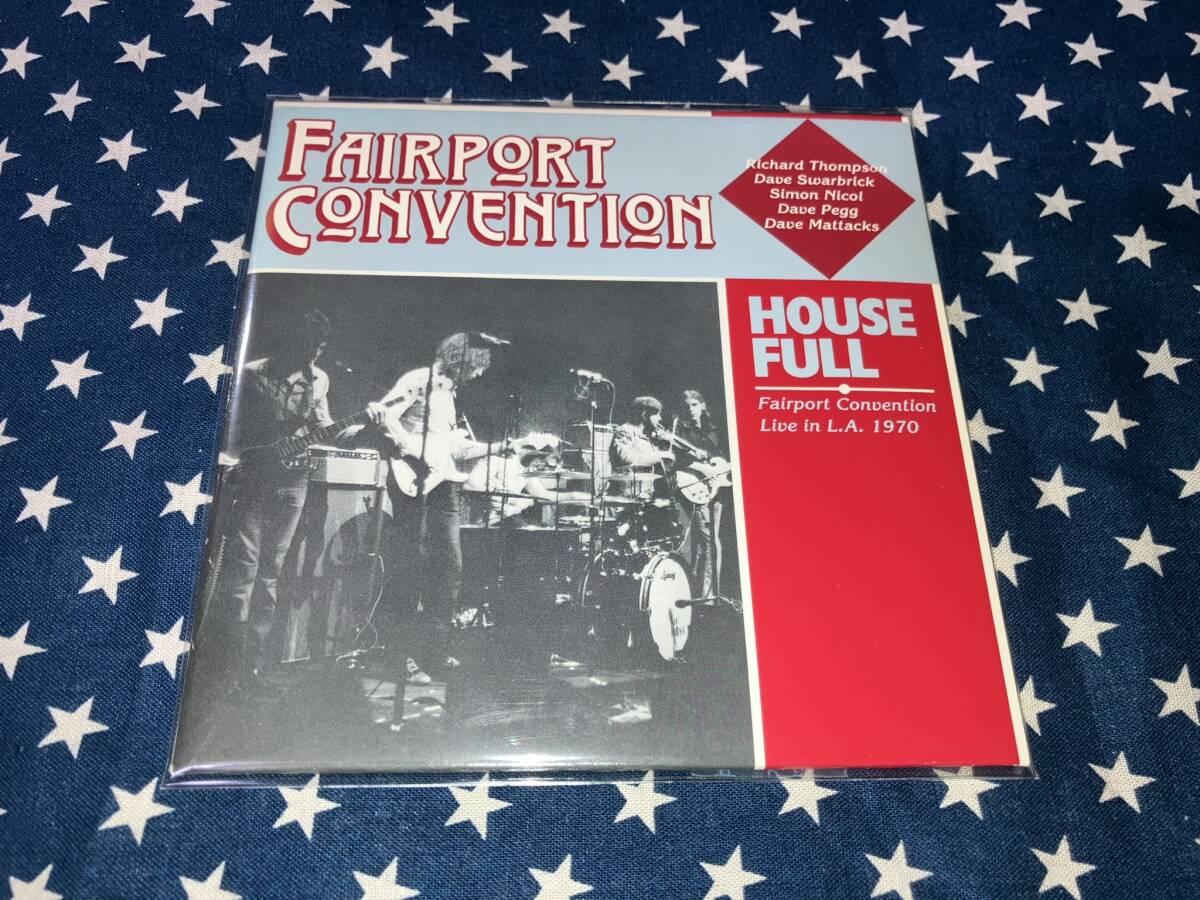 FAIRPORT
CONVENTION
Richard Thompson
Dave Swarbrick
Simon Nicol
Dave Pegg
Dave Mattacks
HOUSE
FULL
Fairport Convention
Live in L.A. 1970